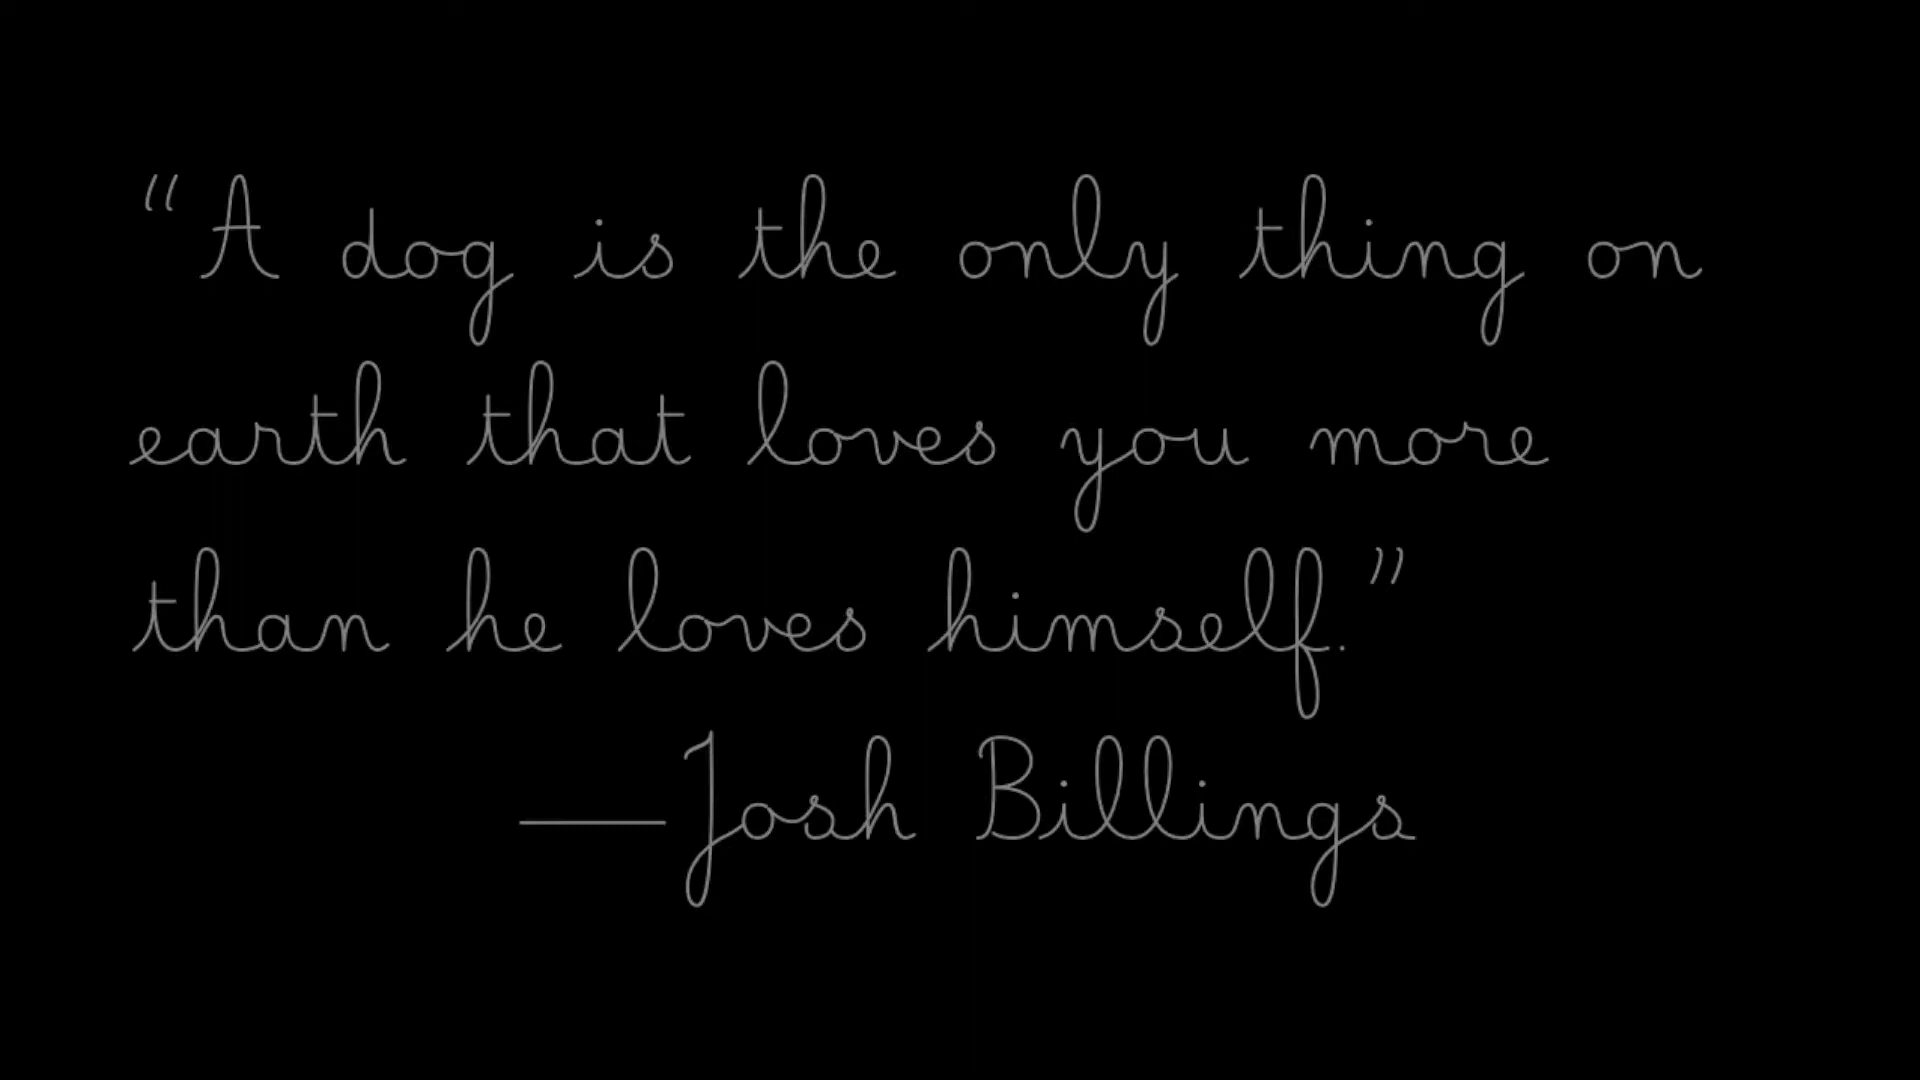 “A dog is the only thing on
earth that loves you more
than he loves himself.”
—Josh Billings